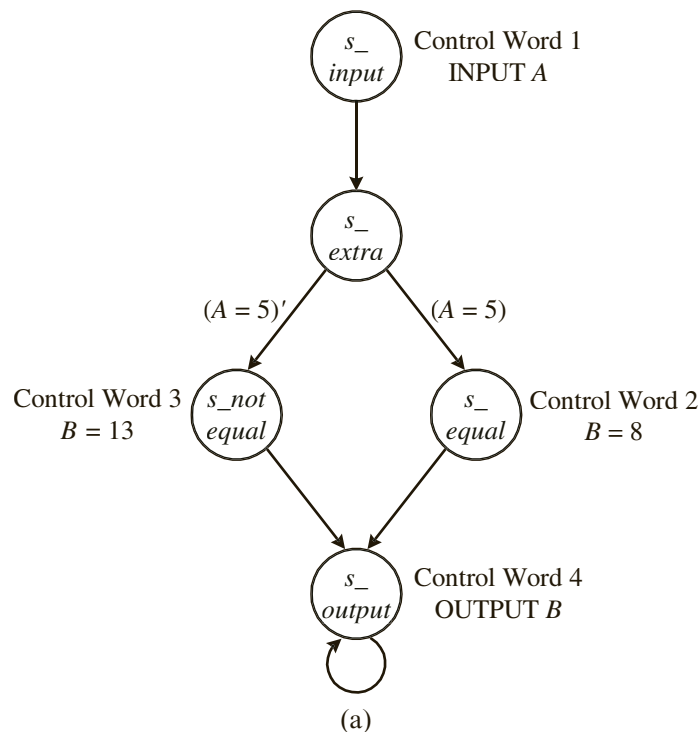 s_
input
Control Word 1
INPUT A
s_
extra
(A = 5)′
(A = 5)
Control Word 3
B = 13
s_not
equal
s_
equal
Control Word 2
B = 8
s_
output
Control Word 4
OUTPUT B
(a)